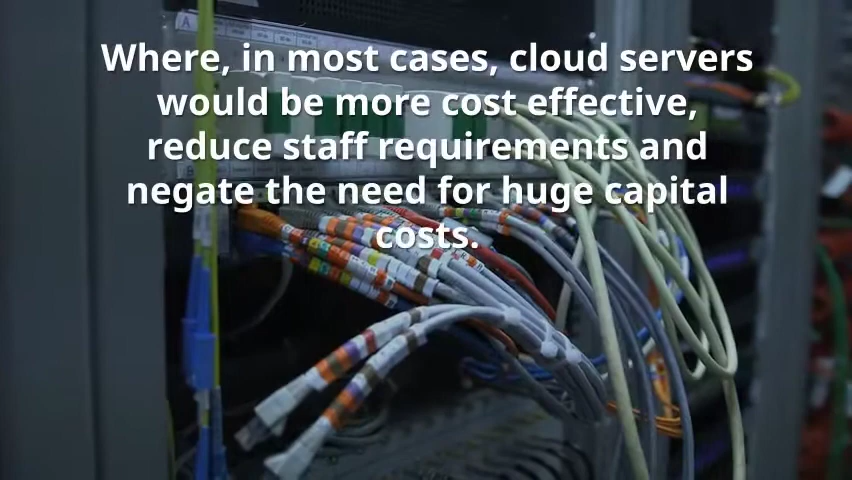 Where, in most cases, cloud servers
would be more cost effective,
reduce staff requirements and
negate the need for huge capital
costs.
A
B